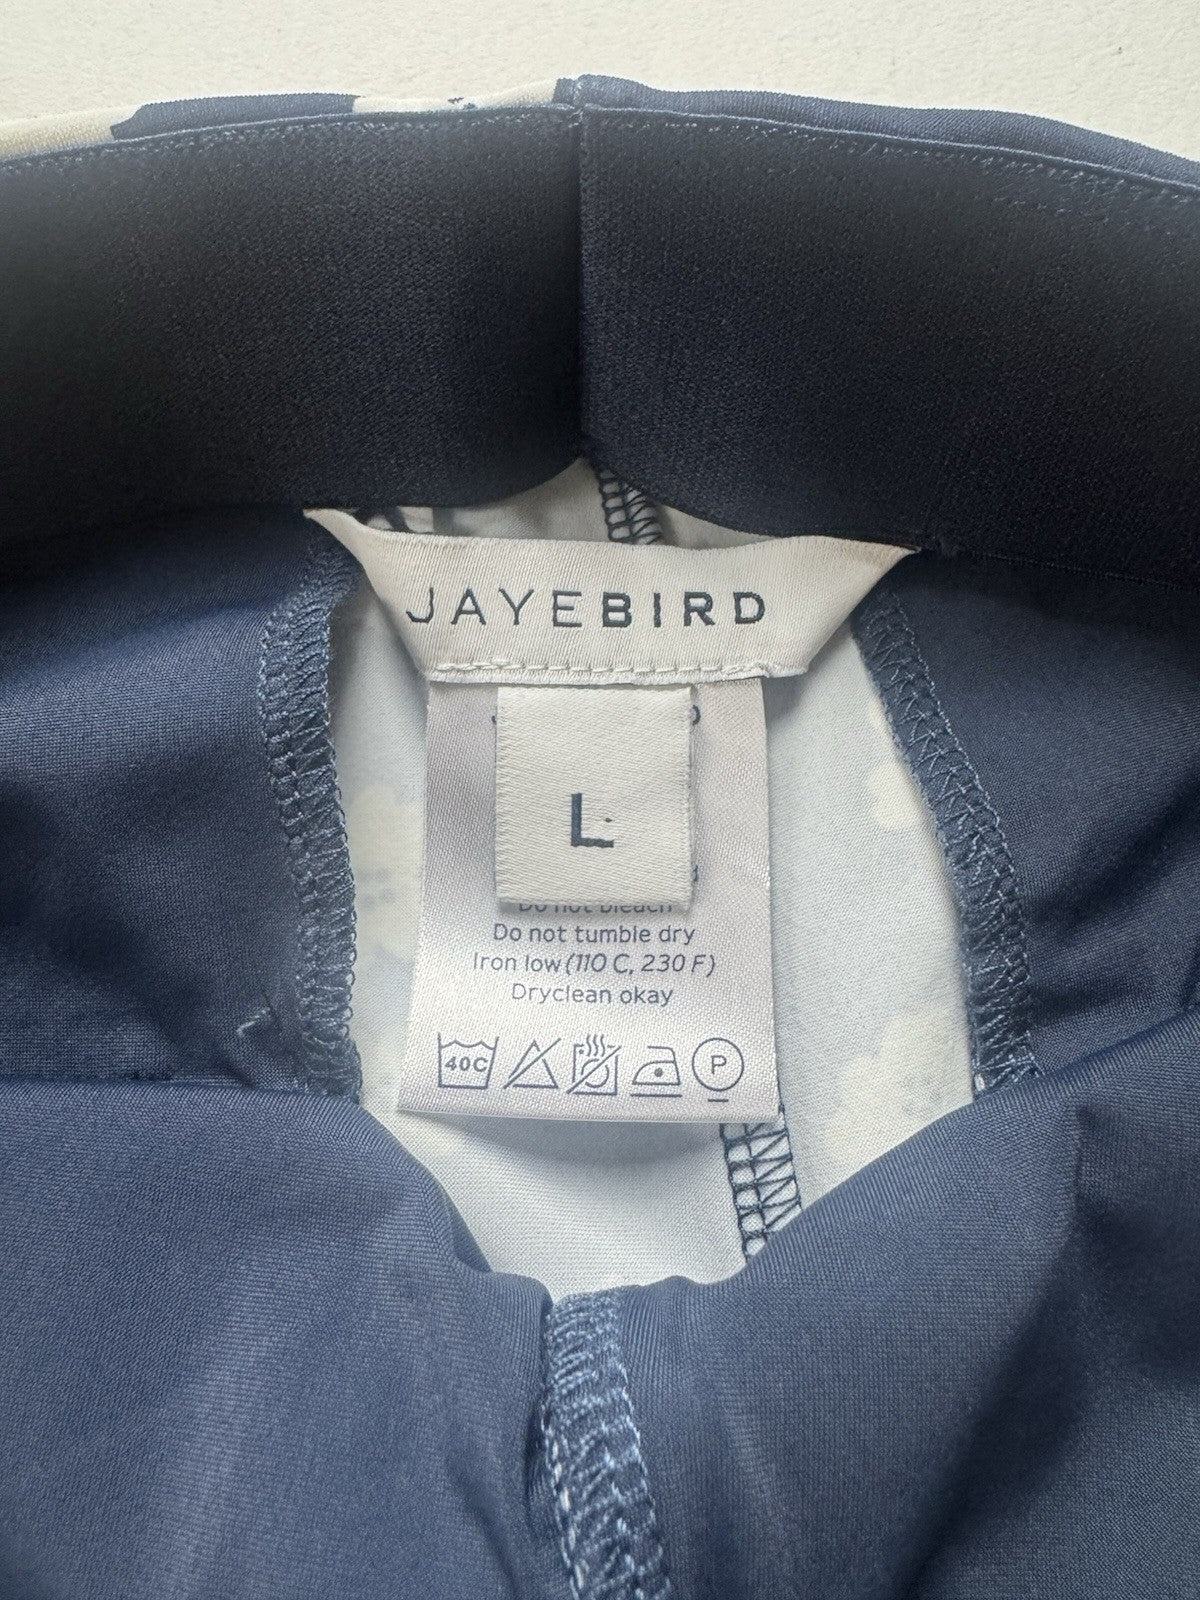 JAYEBIRD
L
Do not bleach
Do not tumble dry
Iron low (110 C, 230 F)
Dryclean okay
40C
P